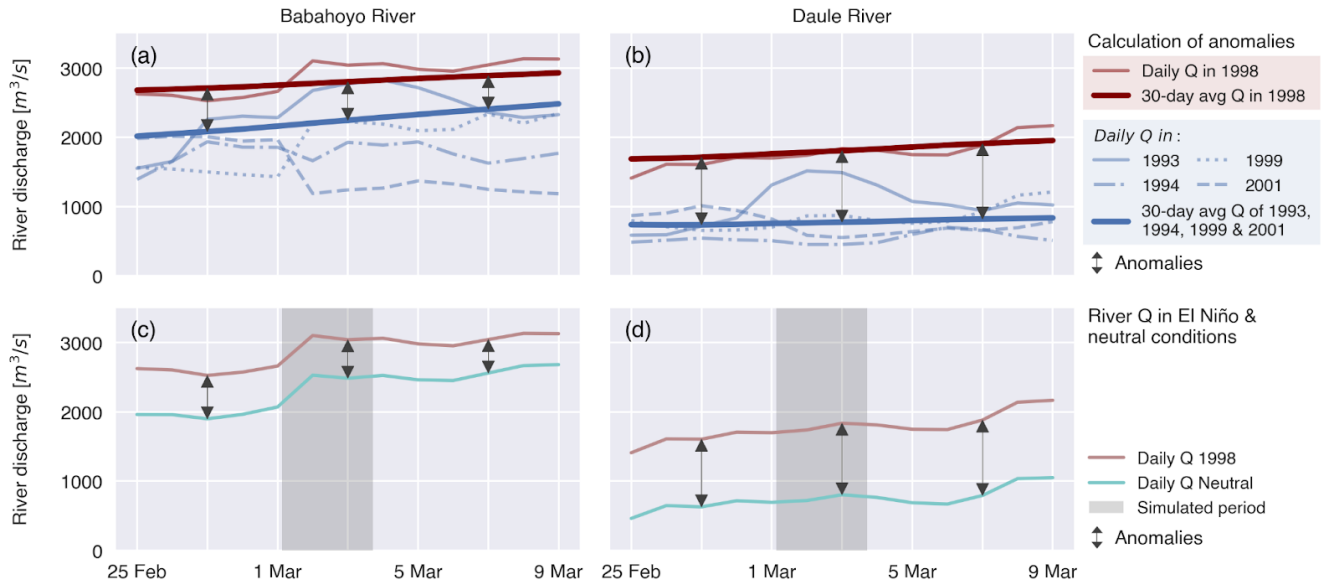 Babahoyo River
Daule River
River discharge [m³/s]
3000
2000
1000
0
(a)
(b)
Calculation of anomalies
Daily Q in 1998
30-day avg Q in 1998
Daily Q in :
1993
1999
1994
2001
30-day avg Q of 1993,
1994, 1999 & 2001
Anomalies
River discharge [m³/s]
3000
2000
1000
0
(c)
(d)
River Q in El Niño &
neutral conditions
Daily Q 1998
Daily Q Neutral
Simulated period
Anomalies
25 Feb
1 Mar
5 Mar
9 Mar
25 Feb
1 Mar
5 Mar
9 Mar